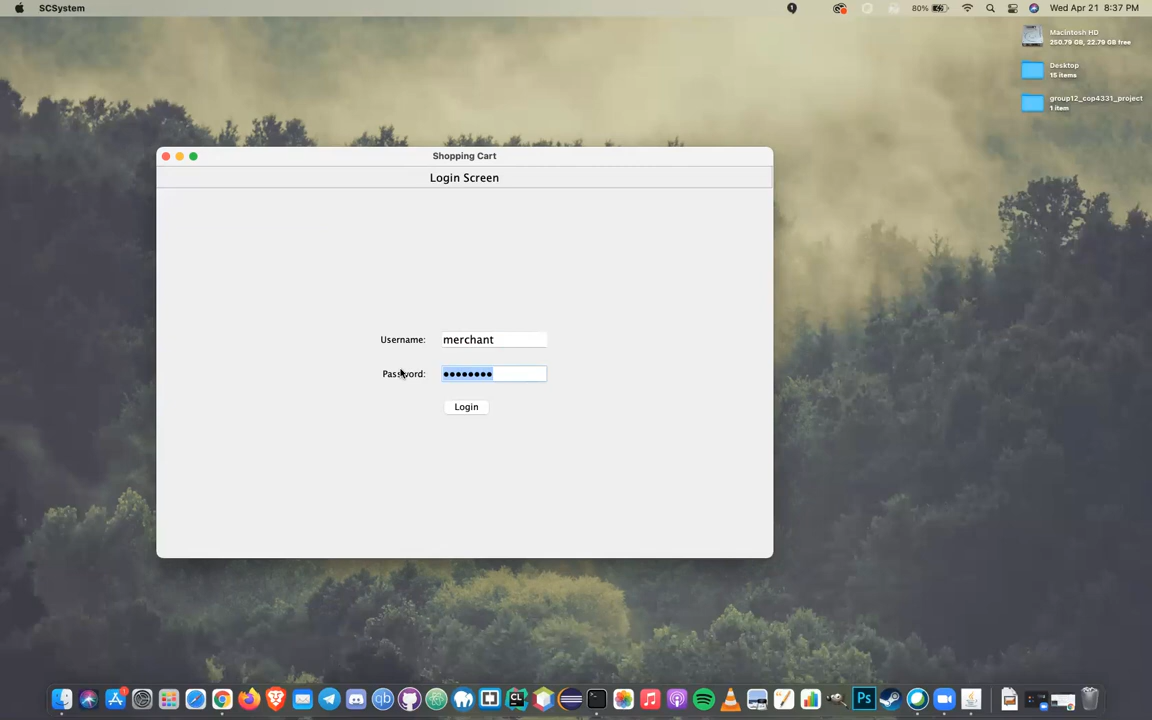 SCSystem
80%
Wed Apr 21 8:37 PM
Macintosh HD
250.79 GB, 22.79 GB free
Desktop
15 items
group12_cop4331_project
1 item
Shopping Cart
Login Screen
Username: merchant
Password: ••••••••
Login